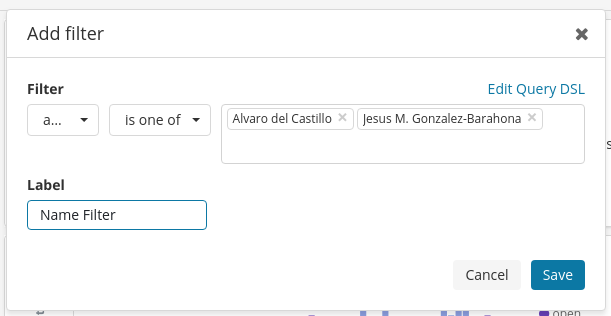 Add filter
Filter
Edit Query DSL
a...
is one of
Alvaro del Castillo
Jesus M. Gonzalez-Barahona
Label
Name Filter
Cancel
Save
open